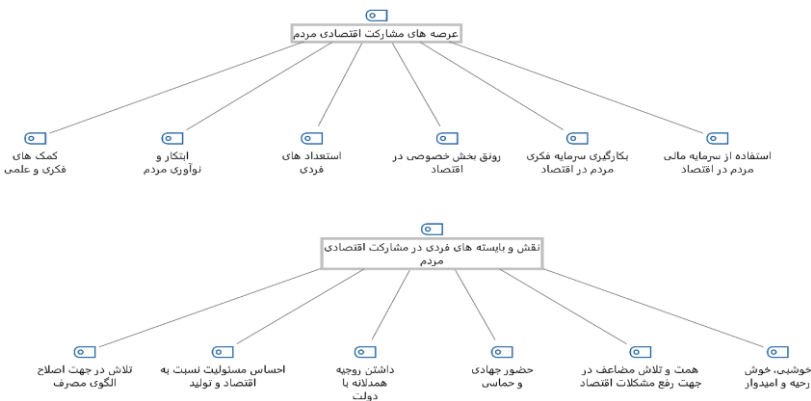 عرصه های مشارکت اقتصادی مردم
استفاده از سرمایه مالی
مردم در اقتصاد
بکارگیری سرمایه فکری
مردم در اقتصاد
رونق بخش خصوصی در
اقتصاد
استعداد های
فردی
ابتکار و
نوآوری مردم
کمک های
فکری و علمی
نقش و بایسته های فردی در مشارکت اقتصادی
مردم
خوشبی، خوش
رحیه و امیدوار
همت و تلاش مضاعف در
جهت رفع مشکلات اقتصاد
حضور جهادی
و حماسی
داشتن روجیه
همدلانه با
دولت
احساس مسئولیت نسبت به
اقتصاد و تولید
تلاش در جهت اصلاح
الگوی مصرف